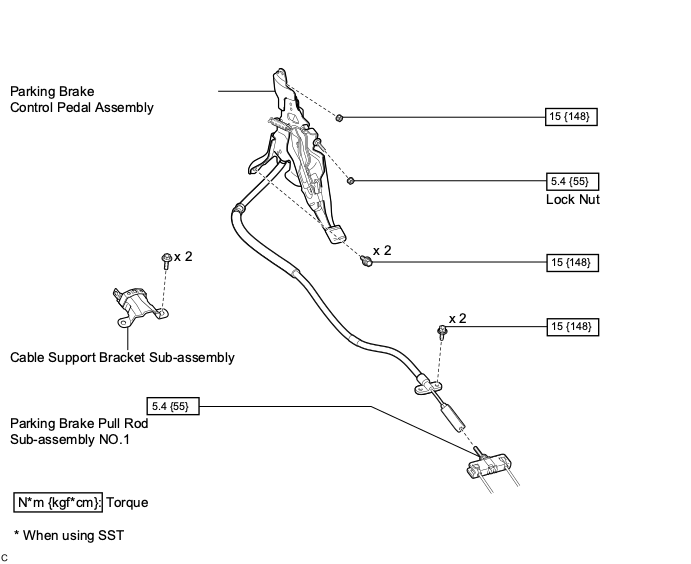 Parking Brake
Control Pedal Assembly
15 {148}
5.4 {55}
Lock Nut
x 2
x 2
15 {148}
x 2
15 {148}
Cable Support Bracket Sub-assembly
5.4 {55}
Parking Brake Pull Rod
Sub-assembly NO.1
N*m {kgf*cm}: Torque
* When using SST
C